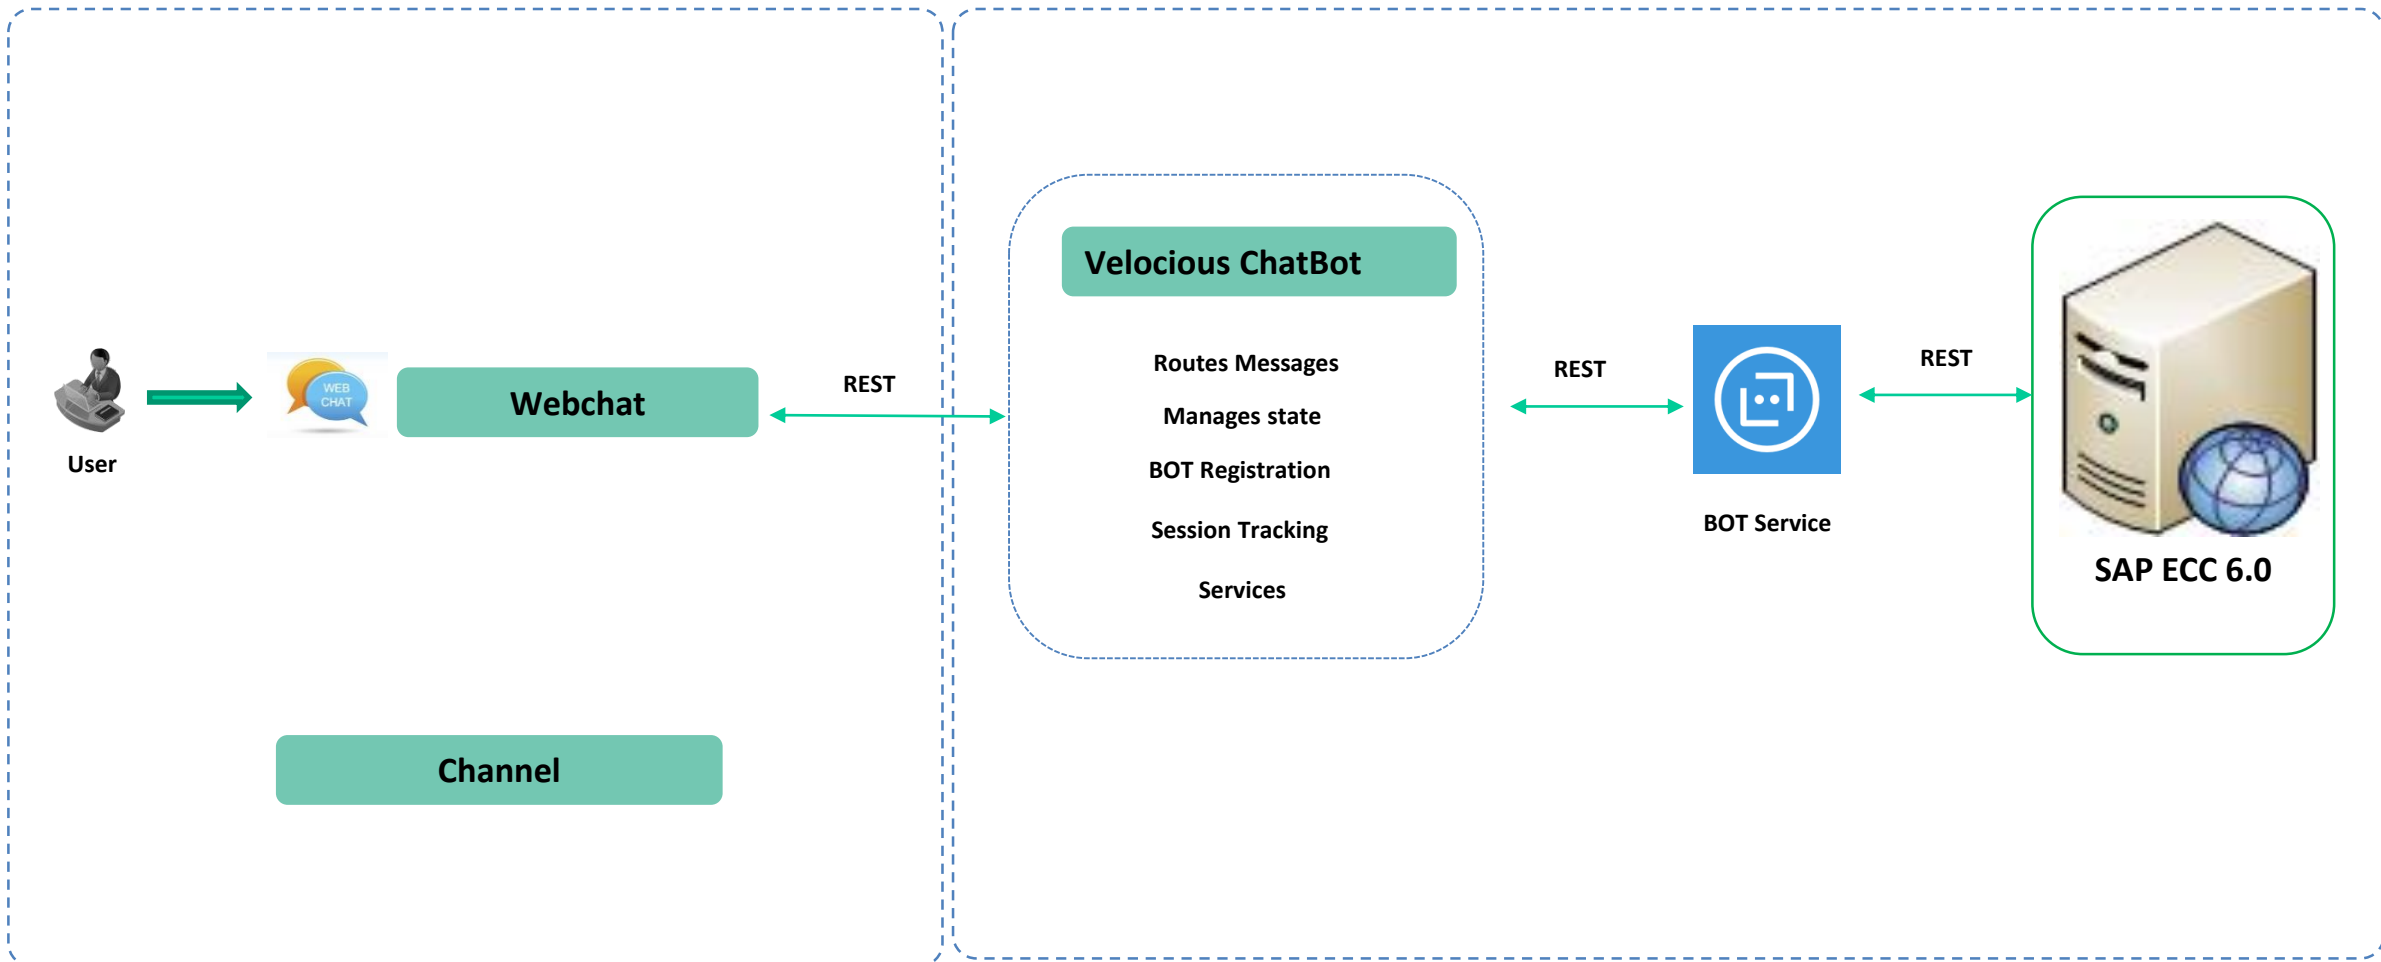 User
WEB
CHAT
Webchat
Channel
REST
Velocious ChatBot
Routes Messages
Manages state
BOT Registration
Session Tracking
Services
REST
BOT Service
REST
SAP ECC 6.0